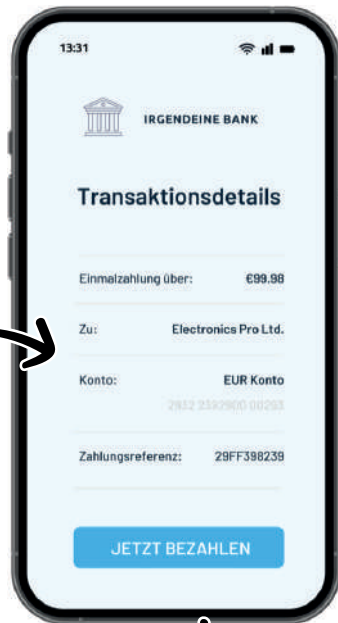 13:31
IRGENDEINE BANK
Transaktionsdetails
Einmalzahlung über: €99.98
Zu: Electronics Pro Ltd.
Konto: EUR Konto
Zahlungsreferenz: 29FF398239
JETZT BEZAHLEN